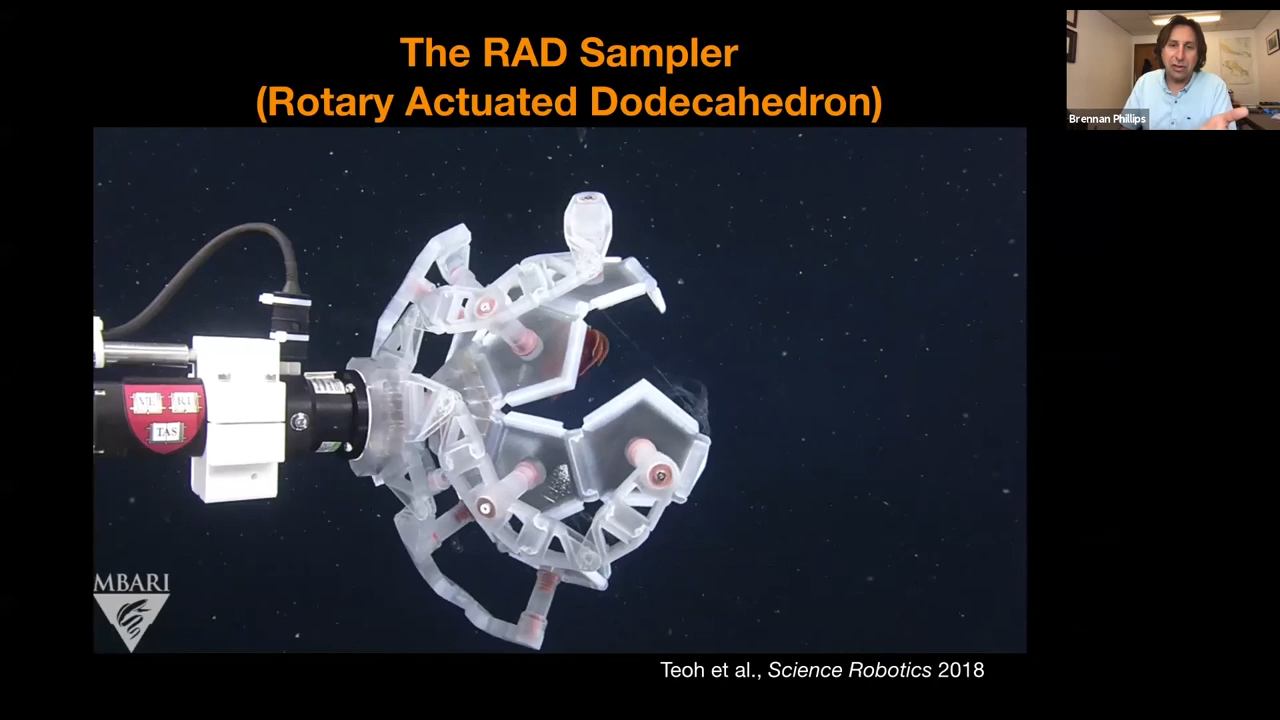 The RAD Sampler
(Rotary Actuated Dodecahedron)
Brennan Phillips
VE RI
TAS
MBARI
Teoh et al., Science Robotics 2018